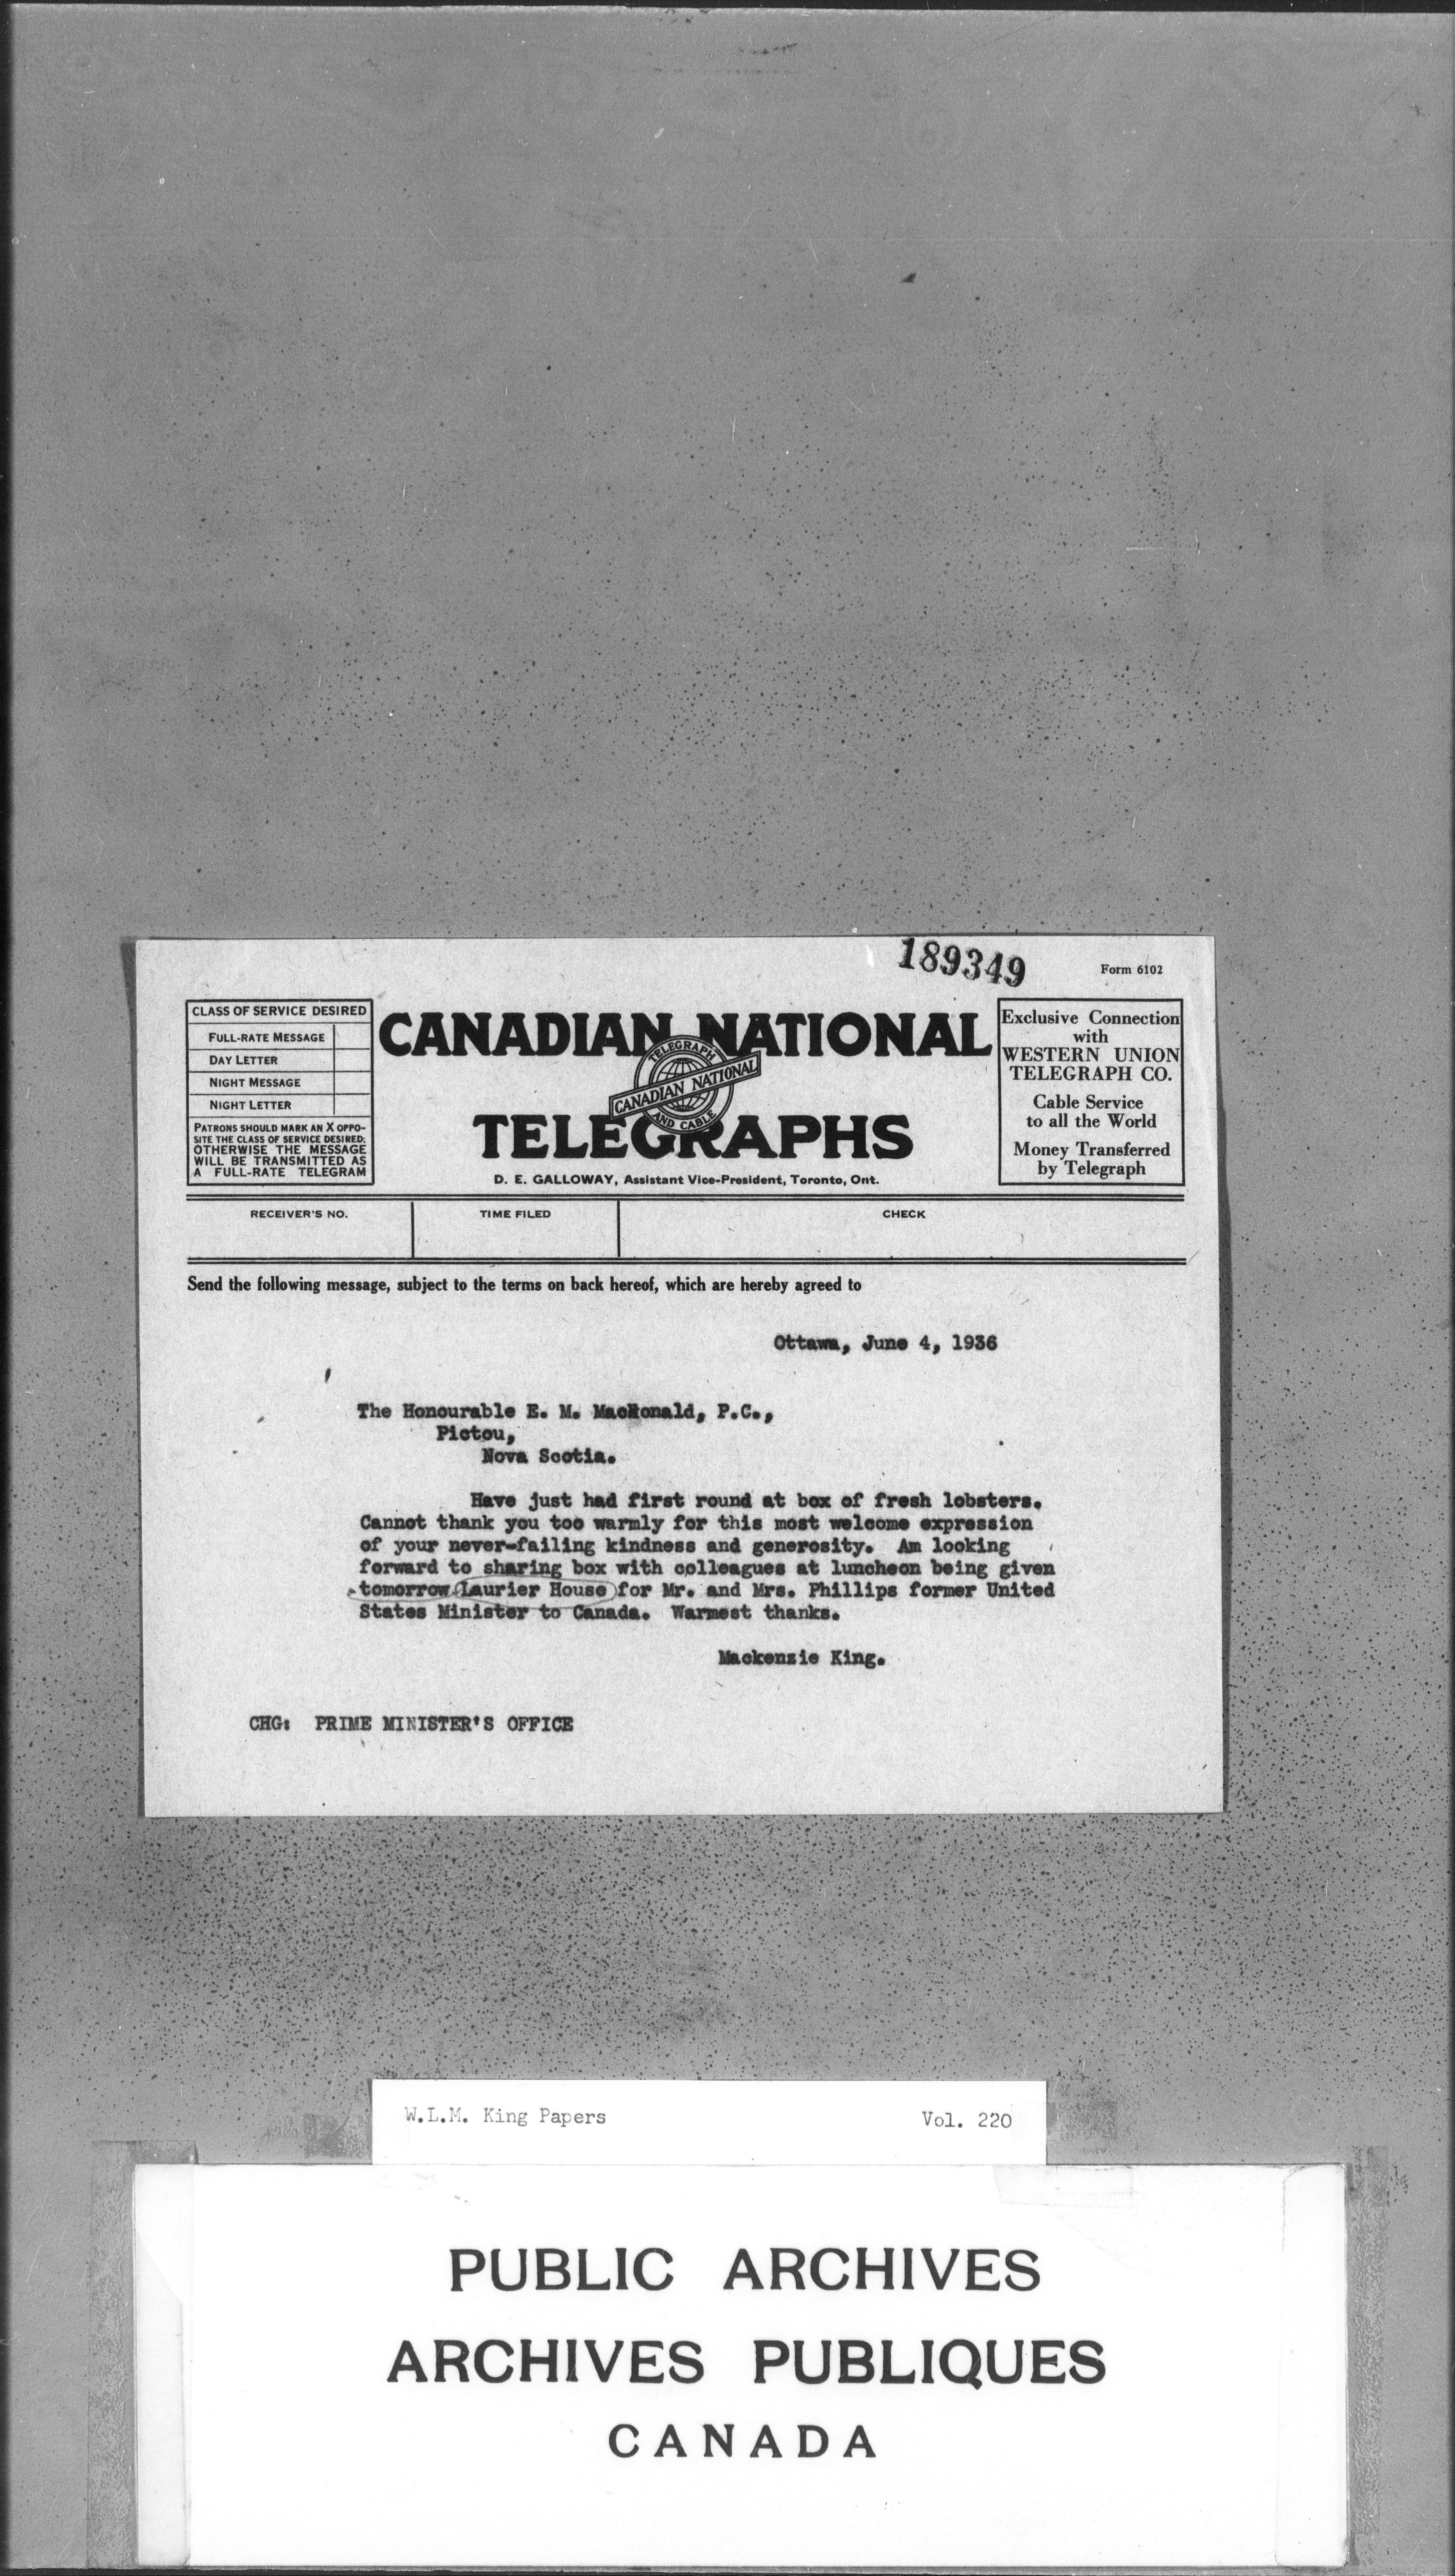 189349
Form 6102
CLASS OF SERVICE DESIRED
FULL-RATE MESSAGE
DAY LETTER
NIGHT MESSAGE
NIGHT LETTER
PATRONS SHOULD MARK AN X OPPO-
SITE THE CLASS OF SERVICE DESIRED;
OTHERWISE THE MESSAGE
WILL BE TRANSMITTED AS
A FULL-RATE TELEGRAM
CANADIAN NATIONAL
TELEGRAPH
CANADIAN NATIONAL
AND CABLE
TELEGRAPHS
D. E. GALLOWAY, Assistant Vice-President, Toronto, Ont.
Exclusive Connection
with
WESTERN UNION
TELEGRAPH CO.
Cable Service
to all the World
Money Transferred
by Telegraph
RECEIVER'S NO.
TIME FILED
CHECK
Send the following message, subject to the terms on back hereof, which are hereby agreed to
Ottawa, June 4, 1936
The Honourable E. M. Macdonald, P.C.,
Pictou,
Nova Scotia.
Have just had first round at box of fresh lobsters.
Cannot thank you too warmly for this most welcome expression
of your never-failing kindness and generosity. Am looking
forward to sharing box with colleagues at luncheon being given
tomorrow Laurier House for Mr. and Mrs. Phillips former United
States Minister to Canada. Warmest thanks.
Mackenzie King.
CHG: PRIME MINISTER'S OFFICE
W.L.M. King Papers
Vol. 220
PUBLIC ARCHIVES
ARCHIVES PUBLIQUES
CANADA